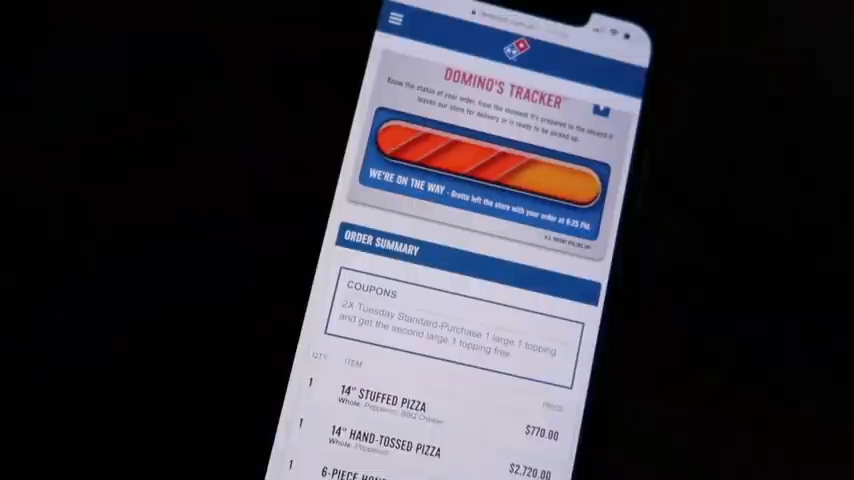 DOMINO'S TRACKER
Know the status of your order, from the moment it's prepared to the second it
leaves our store for delivery or is ready to be picked up.
WE'RE ON THE WAY - Gretto left the store with your order at 6:25 PM.
ORDER SUMMARY
COUPONS
2X Tuesday Standard-Purchase 1 large 1 topping
and get the second large 1 topping free
QTY ITEM PRICE
1 14" STUFFED PIZZA $770.00
Whole: Pepperoni, BBQ Chicken
1 14" HAND-TOSSED PIZZA $2,720.00
Whole: Pepperoni
1 6-PIECE